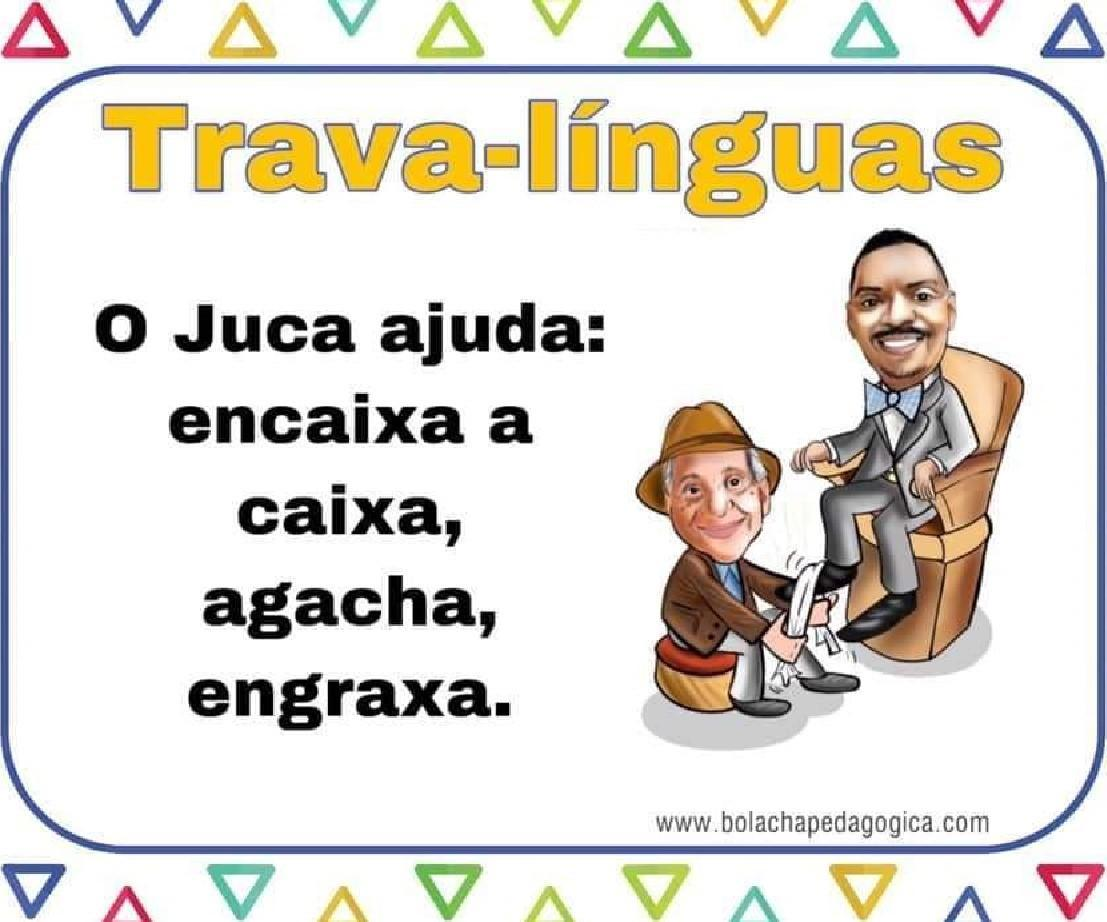 Trava-línguas
O Juca ajuda:
encaixa a
caixa,
agacha,
engraxa.
www.bolachapedagogica.com